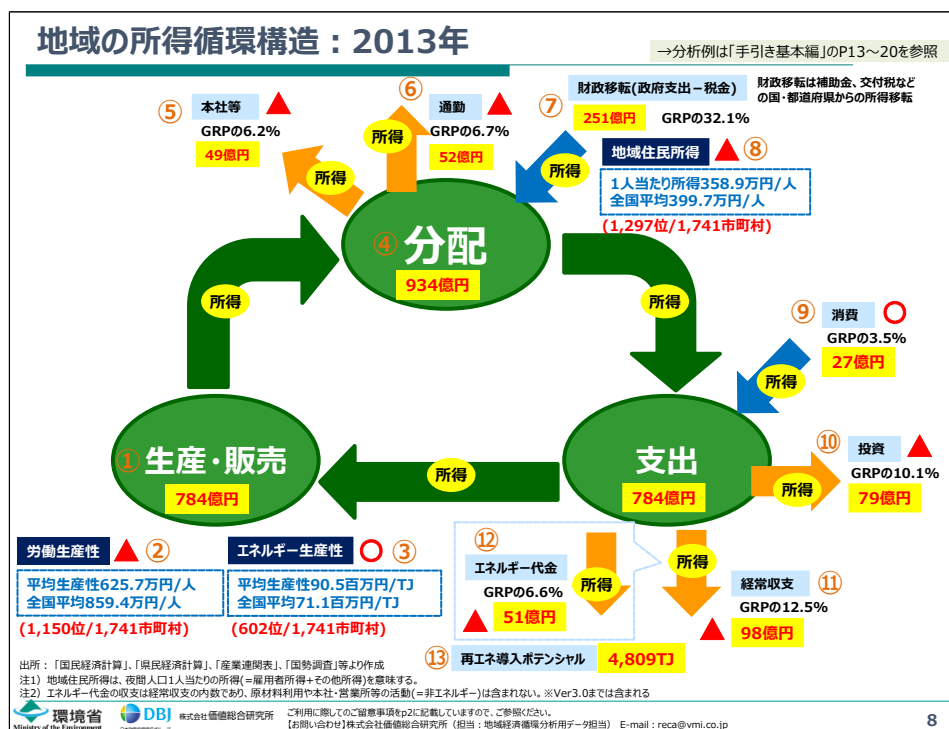 地域の所得循環構造：2013年
→分析例は「手引き基本編」のP13～20を参照
⑤
本社等 ▲
GRPの6.2%
49億円
⑥
通勤 ▲
GRPの6.7%
52億円
⑦
財政移転(政府支出－税金)
251億円 GRPの32.1%
財政移転は補助金、交付税など
の国・都道府県からの所得移転
地域住民所得 ▲ ⑧
1人当たり所得358.9万円/人
全国平均399.7万円/人
(1,297位/1,741市町村)
所得
所得
所得
④ 分配
934億円
所得
所得
⑨ 消費 ○
GRPの3.5%
27億円
所得
① 生産・販売
784億円
所得
支出
784億円
⑩
投資 ▲
GRPの10.1%
79億円
所得
労働生産性 ▲ ②
平均生産性625.7万円/人
全国平均859.4万円/人
(1,150位/1,741市町村)
エネルギー生産性 ○ ③
平均生産性90.5百万円/TJ
全国平均71.1百万円/TJ
(602位/1,741市町村)
⑫
エネルギー代金
GRPの6.6%
▲ 51億円
所得
所得
経常収支 ⑪
GRPの12.5%
▲ 98億円
⑬ 再エネ導入ポテンシャル 4,809TJ
出所：「国民経済計算」、「県民経済計算」、「産業連関表」、「国勢調査」等より作成
注1）地域住民所得は、夜間人口1人当たりの所得(=雇用者所得+その他所得)を意味する。
注2）エネルギー代金の収支は経常収支の内数であり、原材料利用や本社・営業所等の活動(=非エネルギー)は含まれない。※Ver3.0までは含まれる
環境省
Ministry of the Environment
DBJ
株式会社価値総合研究所
ご利用に際してのご留意事項をp2に記載していますので、ご参照ください。
【お問い合わせ】株式会社価値総合研究所（担当：地域経済循環分析用データ担当） E-mail：reca@vmi.co.jp
8